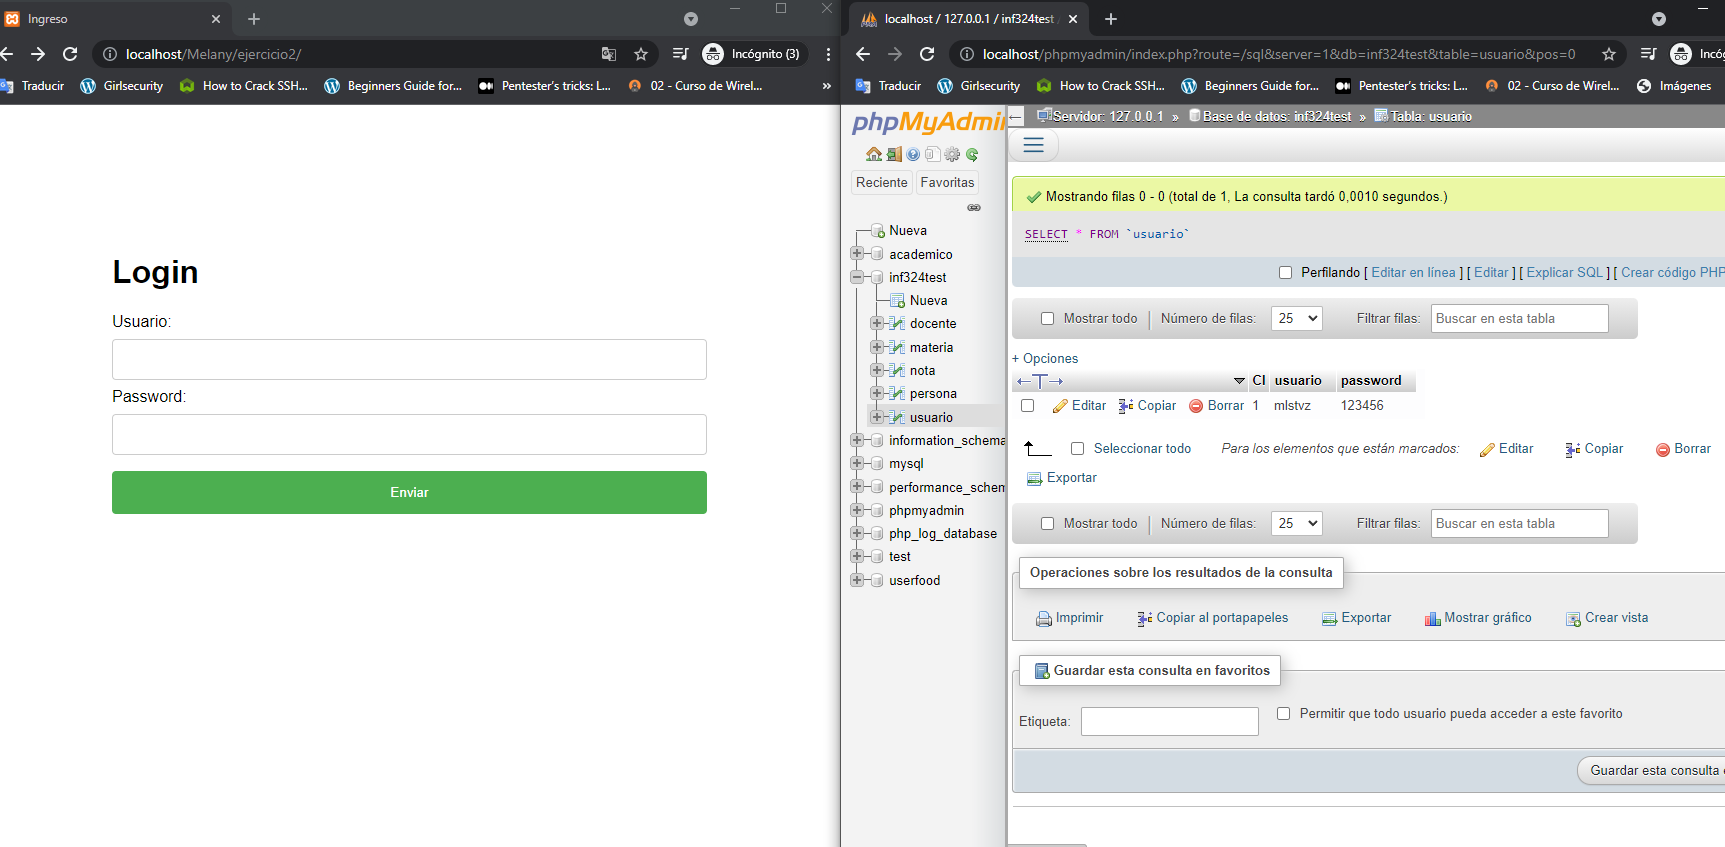 Ingreso
localhost/Melany/ejercicio2/
Incógnito (3)
Traducir
Girlsecurity
How to Crack SSH...
Beginners Guide for...
Pentester's tricks: L...
02 - Curso de Wirel...
»
Login
Usuario:
Password:
Enviar
localhost / 127.0.0.1 / inf324test /
localhost/phpmyadmin/index.php?route=/sql&server=1&db=inf324test&table=usuario&pos=0
Incóg
Traducir
Girlsecurity
How to Crack SSH...
Beginners Guide for...
Pentester's tricks: L...
02 - Curso de Wirel...
Imágenes
phpMyAdmin
Reciente
Favoritas
Nueva
academico
inf324test
Nueva
docente
materia
nota
persona
usuario
information_schema
mysql
performance_schem
phpmyadmin
php_log_database
test
userfood
Servidor: 127.0.0.1 » Base de datos: inf324test » Tabla: usuario
Mostrando filas 0 - 0 (total de 1, La consulta tardó 0,0010 segundos.)
SELECT * FROM `usuario`
Perfilando [ Editar en línea ] [ Editar ] [ Explicar SQL ] [ Crear código PHP
Mostrar todo | Número de filas: 25 Filtrar filas: Buscar en esta tabla
+ Opciones
←T→ CI usuario password
Editar Copiar Borrar 1 mlstvz 123456
Seleccionar todo Para los elementos que están marcados: Editar Copiar Borrar
Exportar
Mostrar todo | Número de filas: 25 Filtrar filas: Buscar en esta tabla
Operaciones sobre los resultados de la consulta
Imprimir Copiar al portapapeles Exportar Mostrar gráfico Crear vista
Guardar esta consulta en favoritos
Etiqueta: Permitir que todo usuario pueda acceder a este favorito
Guardar esta consulta